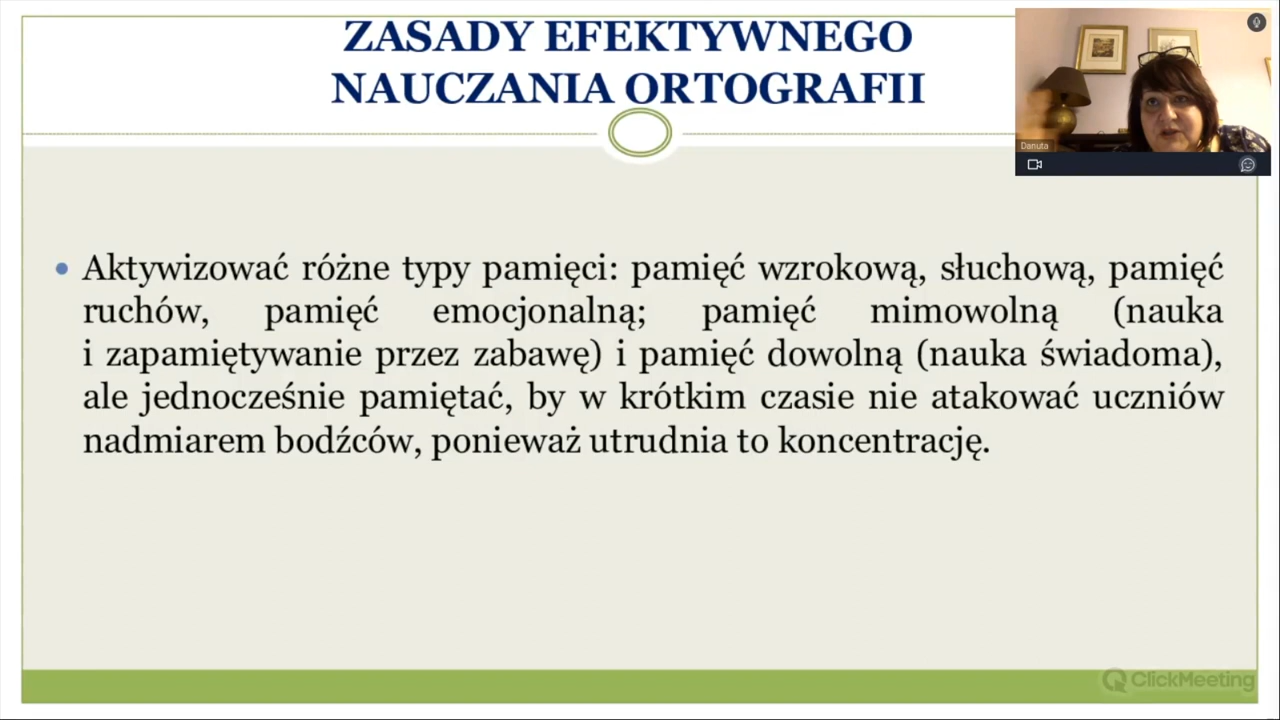 ZASADY EFEKTYWNEGO
NAUCZANIA ORTOGRAFII
Danuta
• Aktywizować różne typy pamięci: pamięć wzrokową, słuchową, pamięć
ruchów, pamięć emocjonalną; pamięć mimowolną (nauka
i zapamiętywanie przez zabawę) i pamięć dowolną (nauka świadoma),
ale jednocześnie pamiętać, by w krótkim czasie nie atakować uczniów
nadmiarem bodźców, ponieważ utrudnia to koncentrację.
ClickMeeting